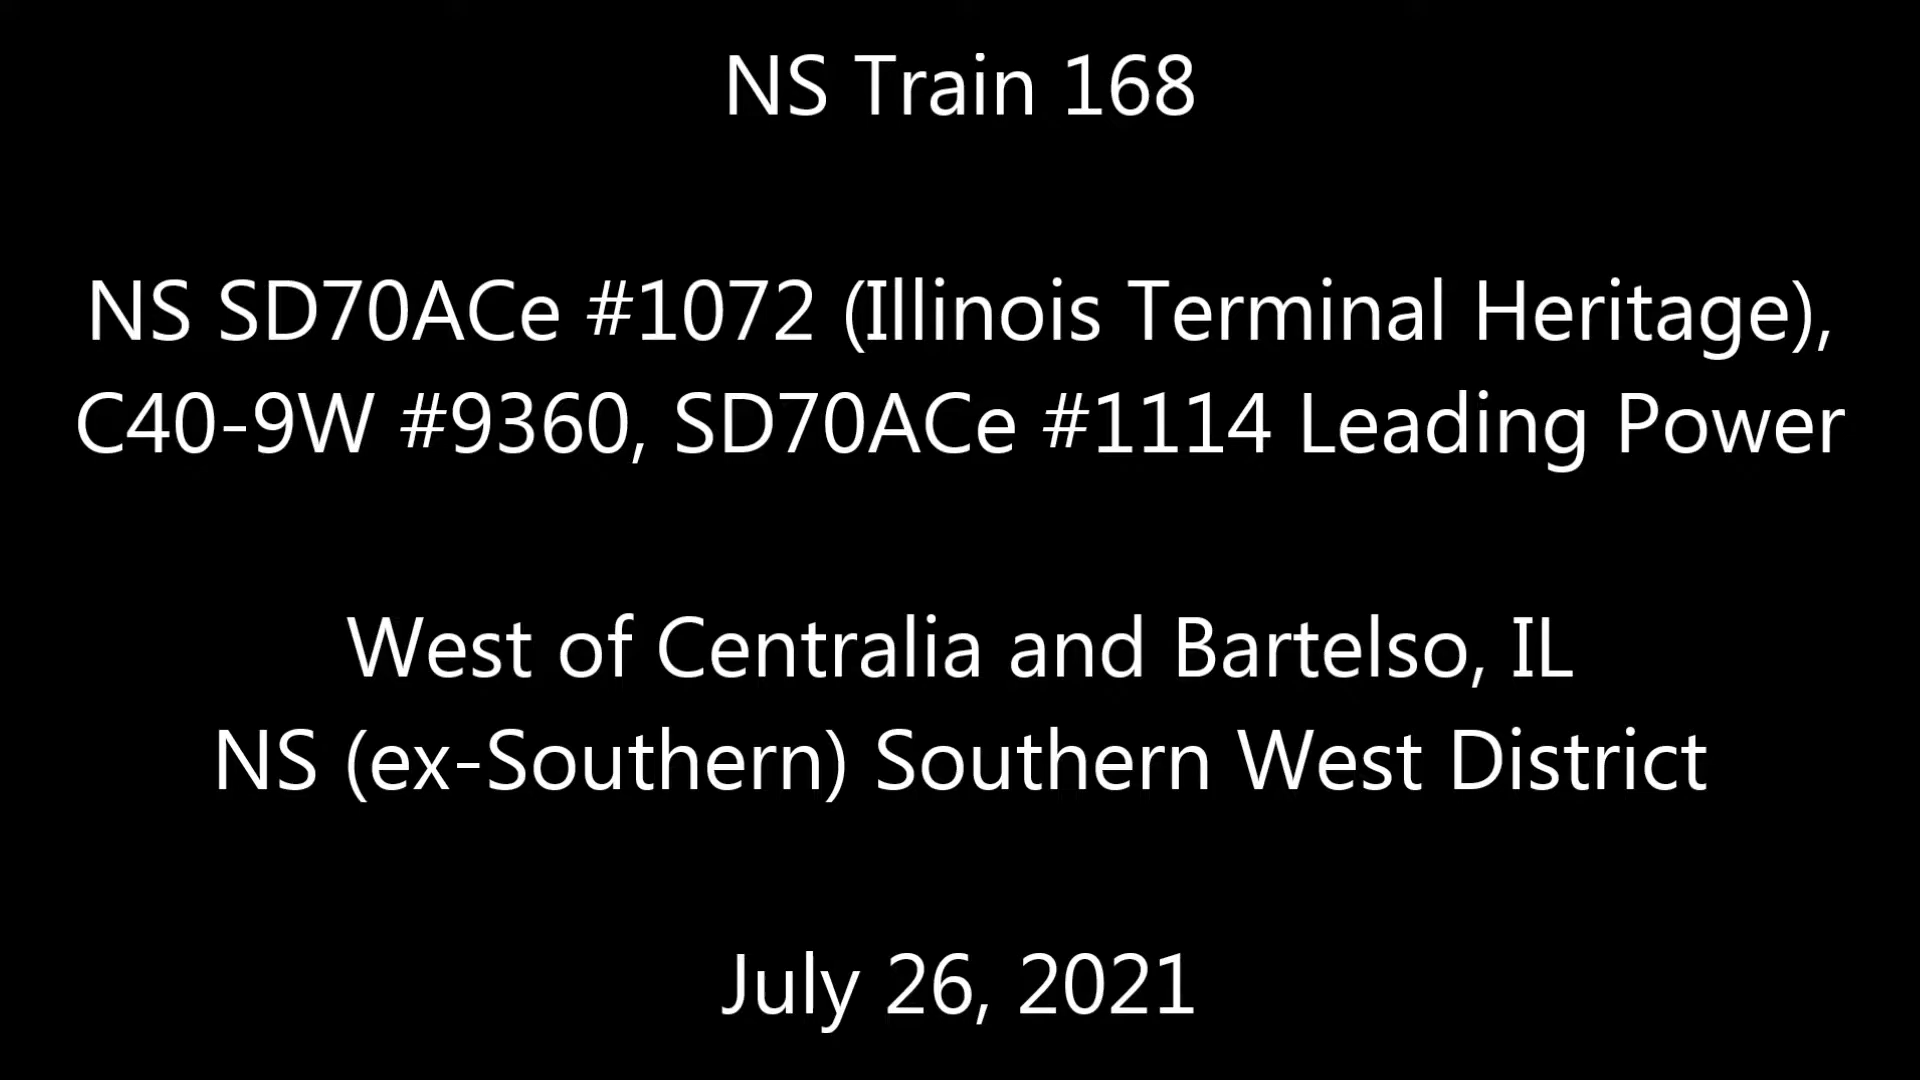 NS Train 168
NS SD70ACe #1072 (Illinois Terminal Heritage),
C40-9W #9360, SD70ACe #1114 Leading Power
West of Centralia and Bartelso, IL
NS (ex-Southern) Southern West District
July 26, 2021